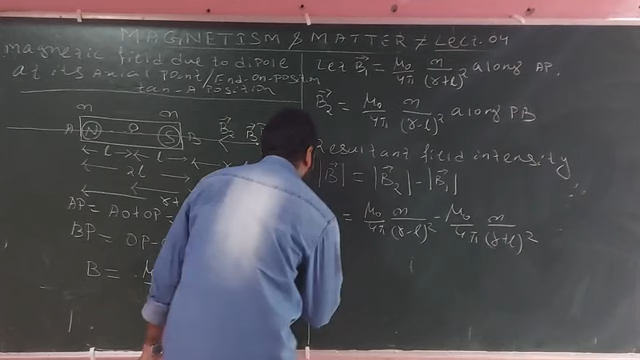 MAGNETISM & MATTER Lect. 04
magnetic field due to dipole
at its Axial point/End-on-position
tan-A Position
m m
A N O S B B⃗₂
l l
2l
r+
AP = AO+OP =
BP = OP-
B =
Let B⃗₁ = μ₀/4π m/(r+l)² along AP.
B⃗₂ = μ₀/4π m/(r-l)² along PB
Resultant field intensity
|B⃗| = |B⃗₂| - |B⃗₁|
= μ₀/4π m/(r-l)² - μ₀/4π m/(r+l)²